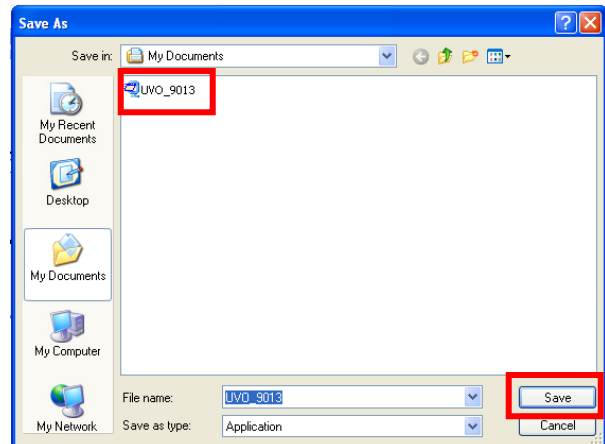 Save As
Save in: My Documents
UVO_9013
My Recent
Documents
Desktop
My Documents
My Computer
My Network
File name: UVO_9013 Save
Save as type: Application Cancel